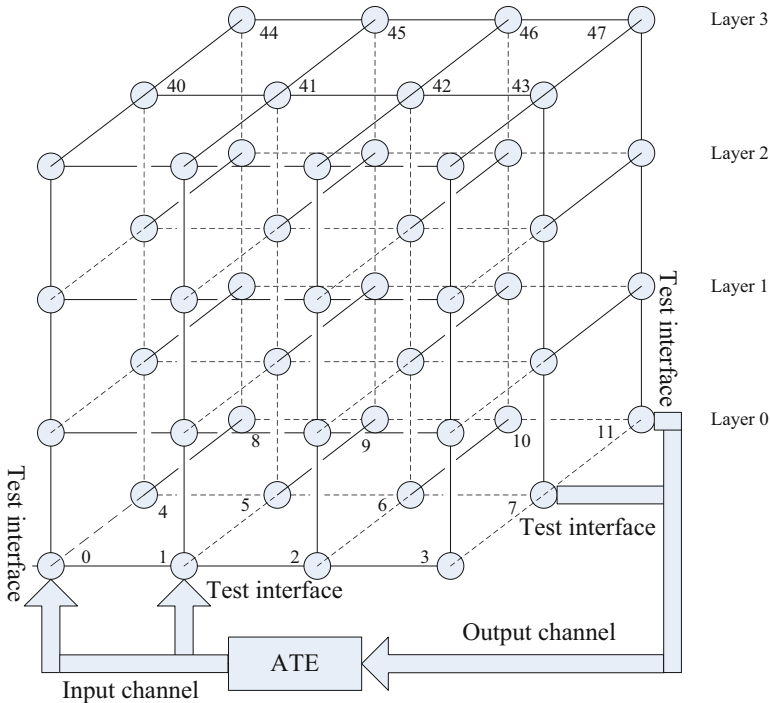 44 45 46 47 Layer 3
40 41 42 43
Layer 2
Layer 1
Test interface
8 9 10 11 Layer 0
Test interface
4 5 6 7
Test interface
0 1 2 3
Test interface
Output channel
ATE
Input channel